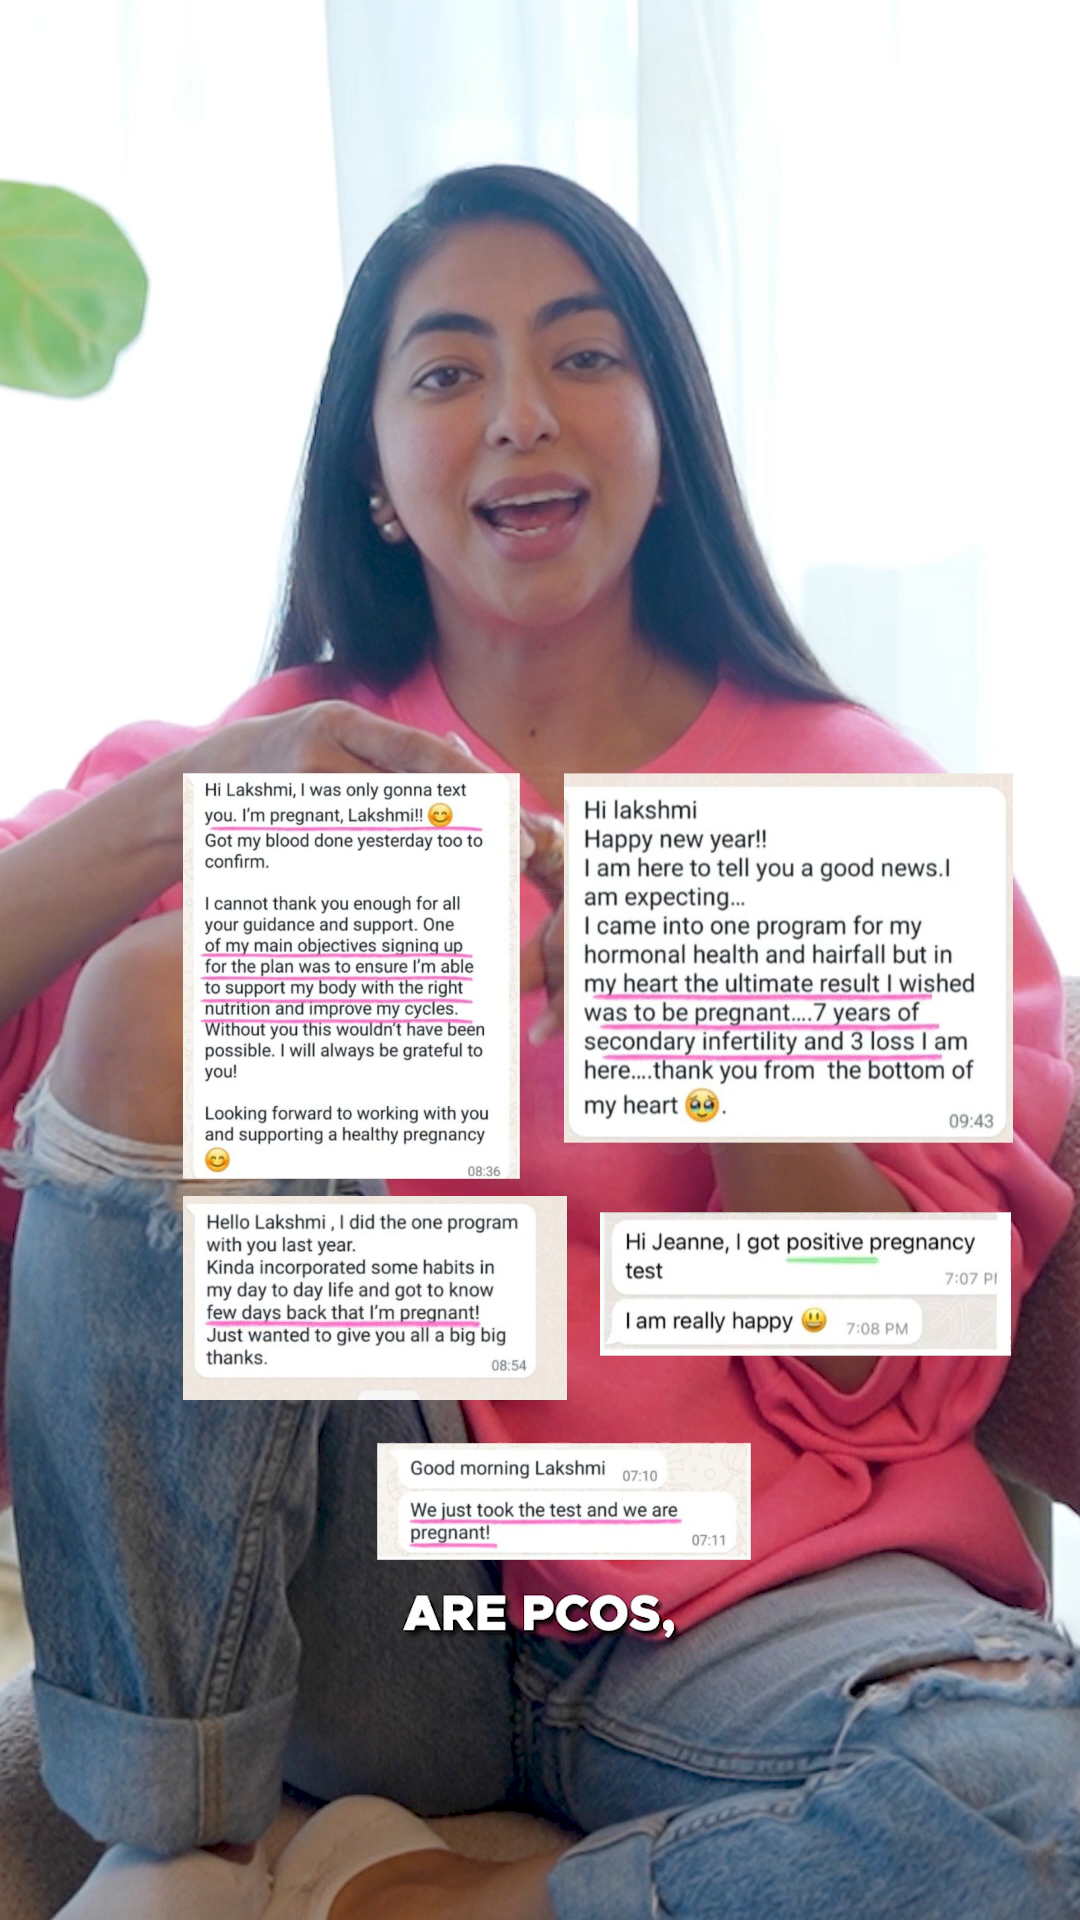 Hi Lakshmi, I was only gonna text
you. I'm pregnant, Lakshmi!! 😊
Got my blood done yesterday too to
confirm.
I cannot thank you enough for all
your guidance and support. One
of my main objectives signing up
for the plan was to ensure I'm able
to support my body with the right
nutrition and improve my cycles.
Without you this wouldn't have been
possible. I will always be grateful to
you!
Looking forward to working with you
and supporting a healthy pregnancy
😊
08:36
Hi lakshmi
Happy new year!!
I am here to tell you a good news.I
am expecting...
I came into one program for my
hormonal health and hairfall but in
my heart the ultimate result I wished
was to be pregnant....7 years of
secondary infertility and 3 loss I am
here....thank you from the bottom of
my heart 🥹.
09:43
Hello Lakshmi , I did the one program
with you last year.
Kinda incorporated some habits in
my day to day life and got to know
few days back that I'm pregnant!
Just wanted to give you all a big big
thanks.
08:54
Hi Jeanne, I got positive pregnancy
test
7:07 P
I am really happy 😃
7:08 PM
Good morning Lakshmi
07:10
We just took the test and we are
pregnant!
07:11
ARE PCOS,